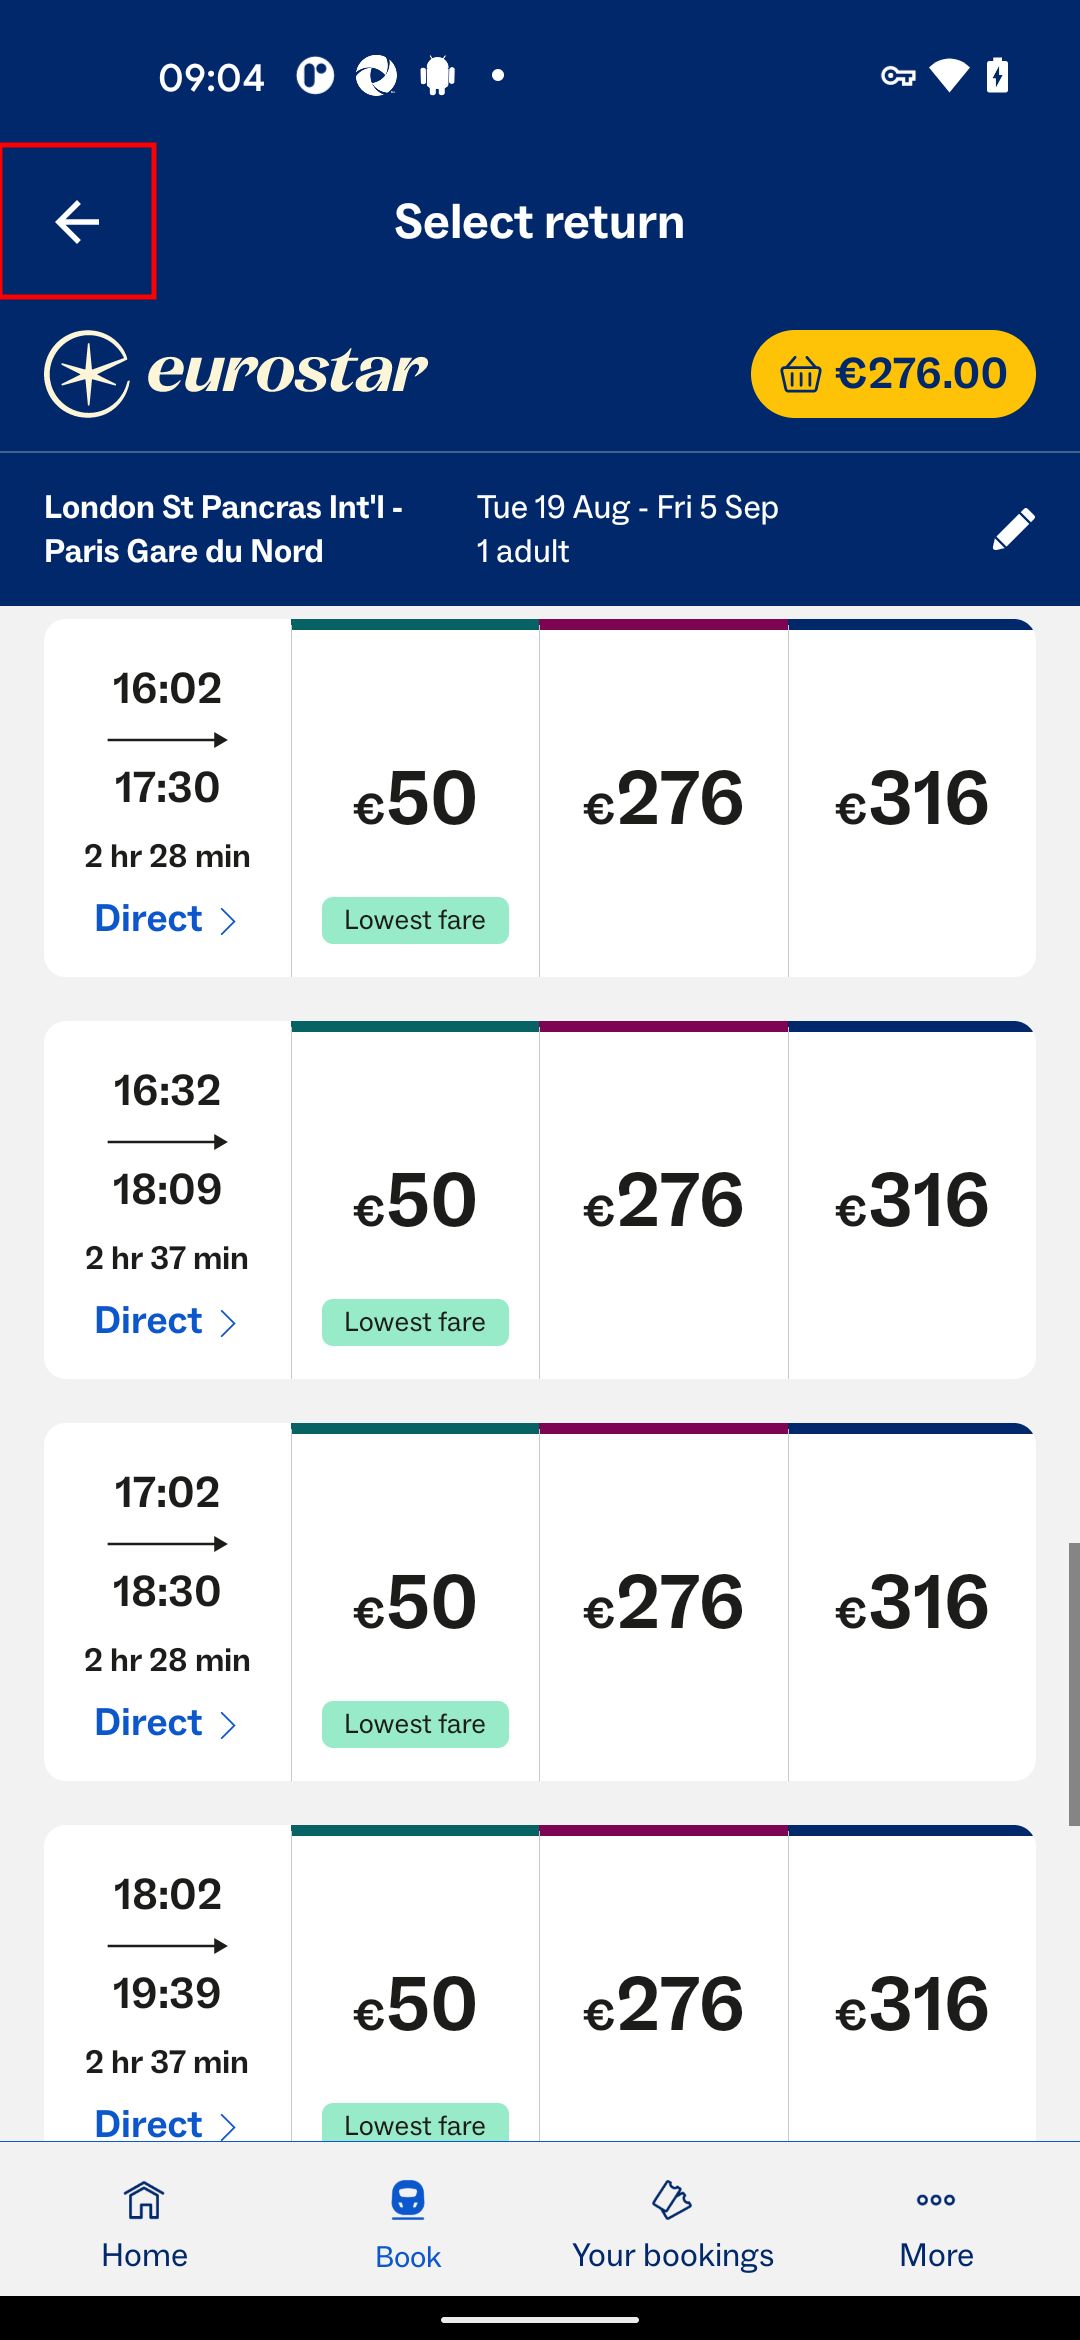 09:04
Select return
eurostar
€276.00
London St Pancras Int'l -
Paris Gare du Nord
Tue 19 Aug - Fri 5 Sep
1 adult
16:02
17:30
2 hr 28 min
Direct
€50
Lowest fare
€276
€316
16:32
18:09
2 hr 37 min
Direct
€50
Lowest fare
€276
€316
17:02
18:30
2 hr 28 min
Direct
€50
Lowest fare
€276
€316
18:02
19:39
2 hr 37 min
Direct
€50
Lowest fare
€276
€316
Home
Book
Your bookings
More